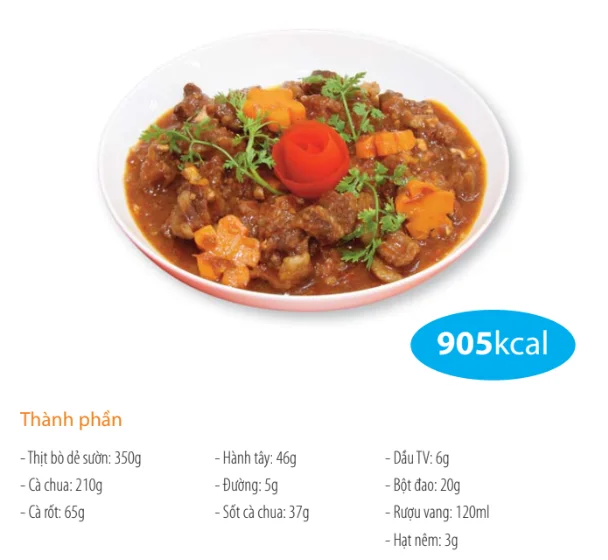 905kcal
Thành phần
- Thịt bò dẻ sườn: 350g
- Cà chua: 210g
- Cà rốt: 65g
- Hành tây: 46g
- Đường: 5g
- Sốt cà chua: 37g
- Dầu TV: 6g
- Bột đao: 20g
- Rượu vang: 120ml
- Hạt nêm: 3g